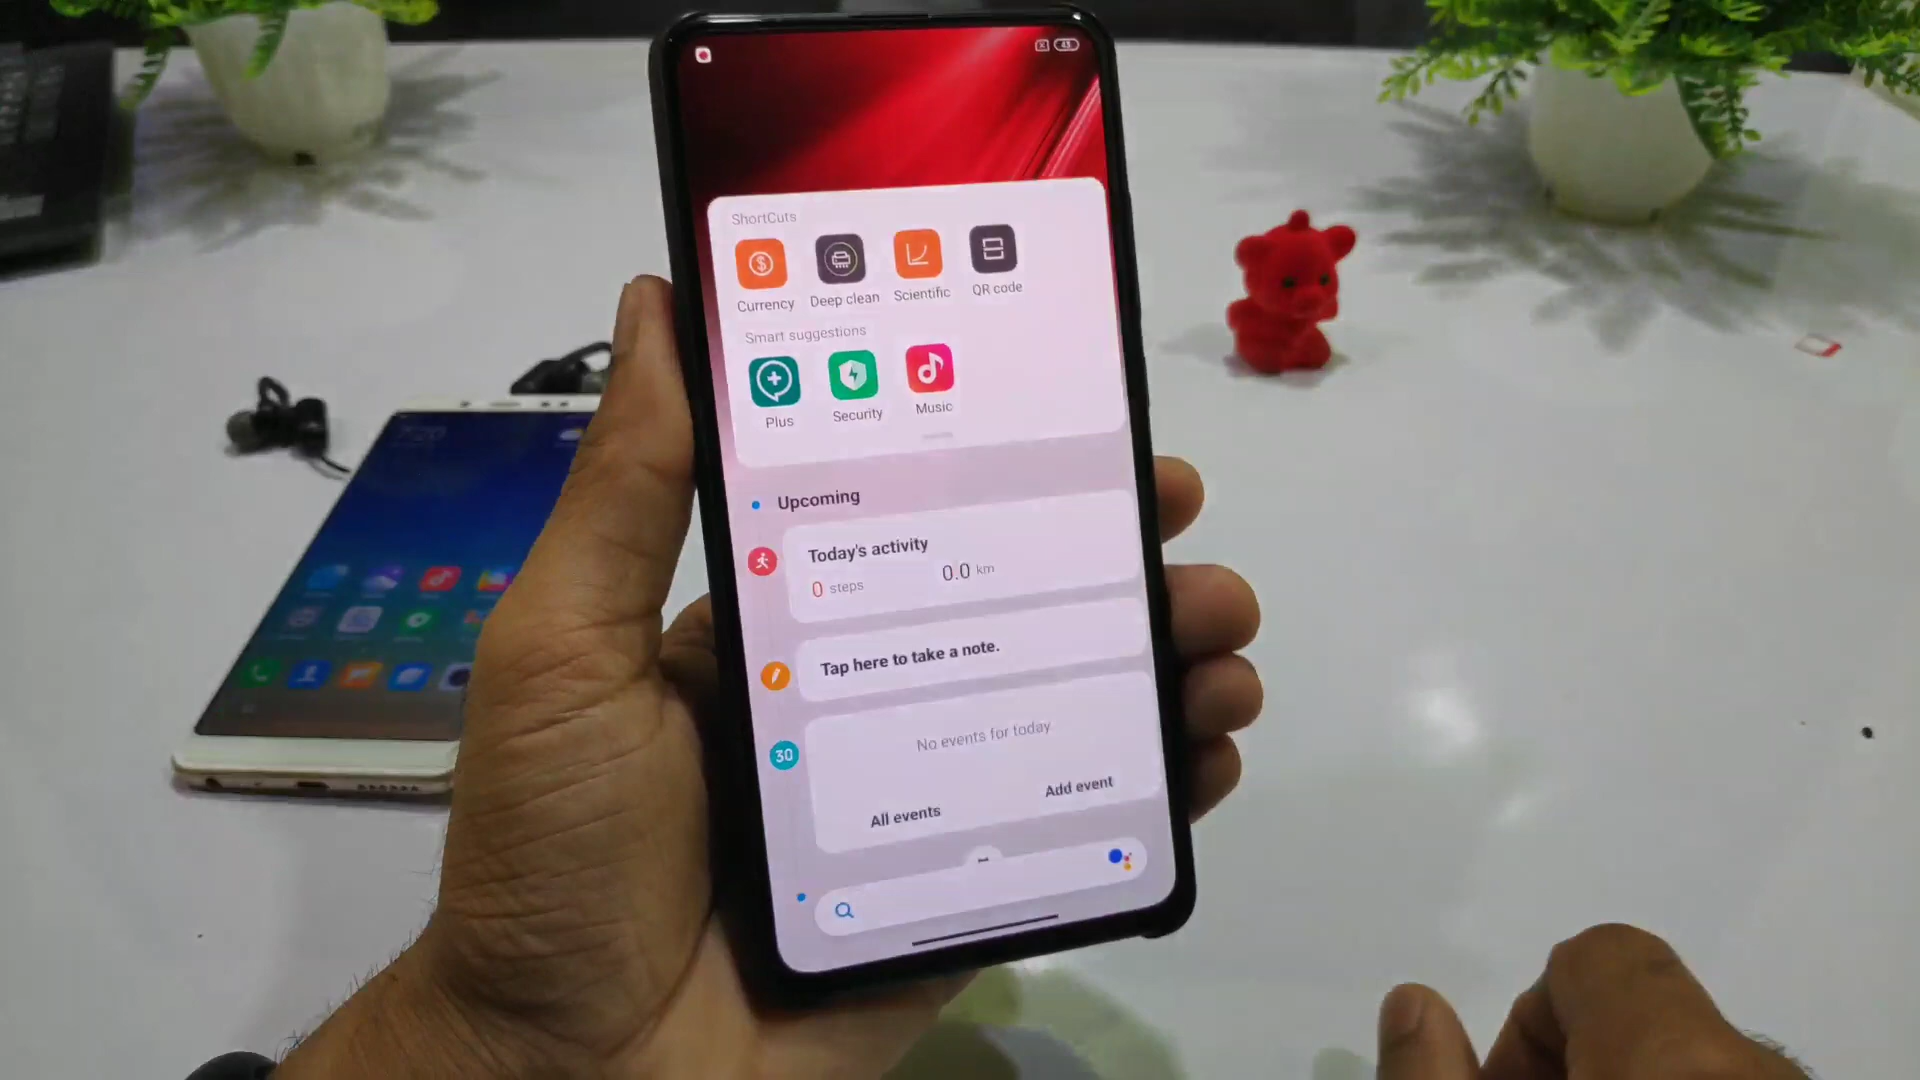 ShortCuts
Currency
Deep clean
Scientific
QR code
Smart suggestions
Plus
Security
Music
Upcoming
Today's activity
0 steps
0.0 km
Tap here to take a note.
30
No events for today
All events
Add event